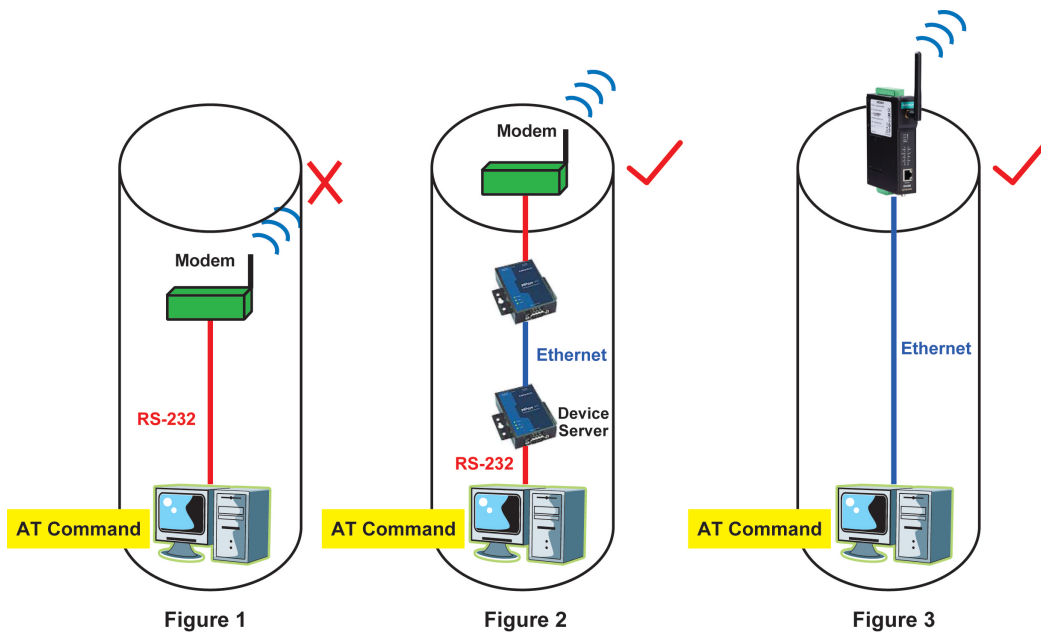 Modem
RS-232
AT Command
Figure 1
Modem
Ethernet
Device
Server
RS-232
AT Command
Figure 2
Ethernet
AT Command
Figure 3